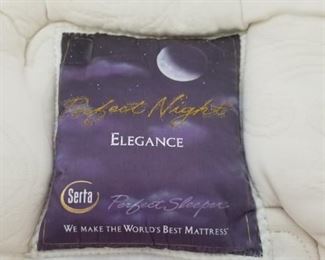 Perfect Night
ELEGANCE
Serta Perfect Sleeper
WE MAKE THE WORLD'S BEST MATTRESS